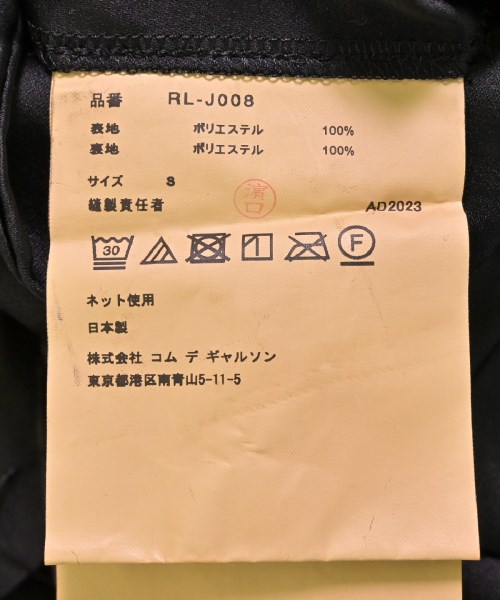 品番 RL-J008
表地 ポリエステル 100%
裏地 ポリエステル 100%
サイズ S
縫製責任者 濱口 AD2023
30 F
ネット使用
日本製
株式会社 コム デ ギャルソン
東京都港区南青山5-11-5